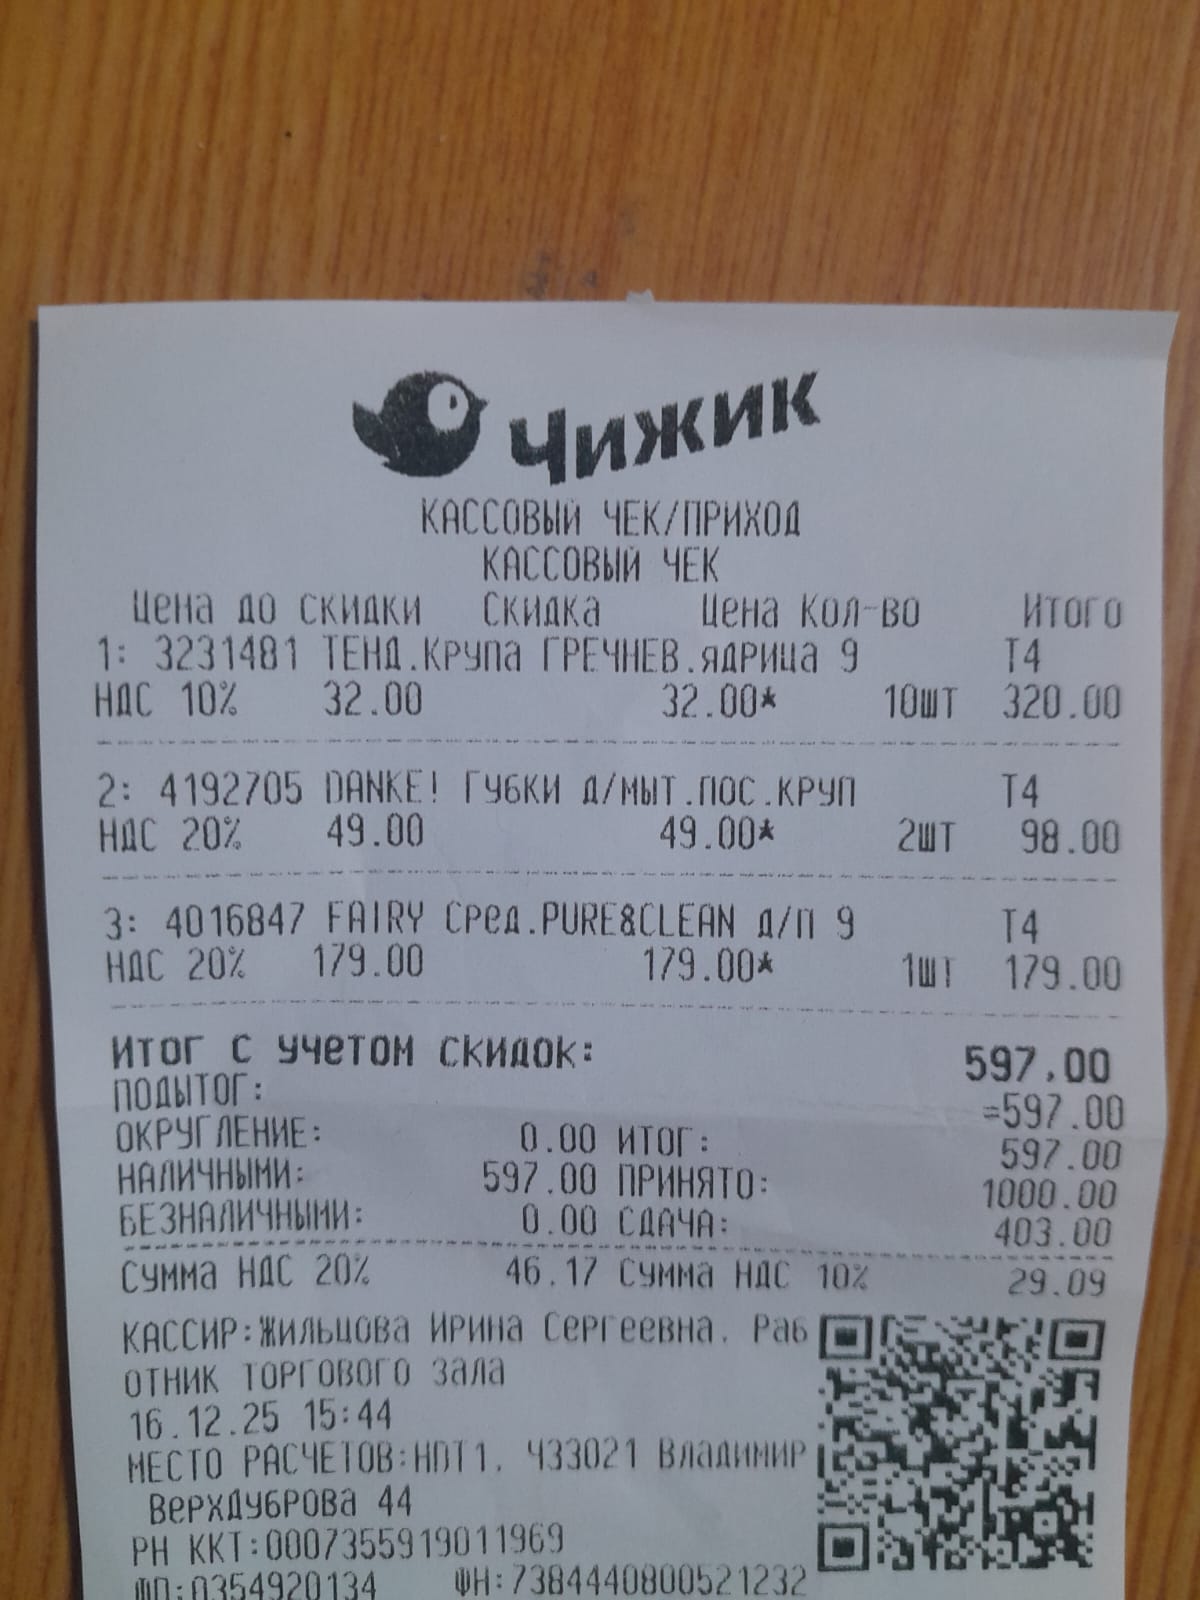 Чижик
КАССОВЫЙ ЧЕК/ПРИХОД
КАССОВЫЙ ЧЕК
Цена до скидки Скидка Цена Кол-во Итого
1: 3231481 ТЕНД.Крупа ГРЕЧНЕВ.ядрица 9 Т4
НДС 10% 32.00 32.00* 10шт 320.00
2: 4192705 DANKE! ГУБКИ д/мыт.пос.круп Т4
НДС 20% 49.00 49.00* 2шт 98.00
3: 4016847 FAIRY Сред.PURE&CLEAN д/п 9 Т4
НДС 20% 179.00 179.00* 1шт 179.00
Итог с учетом скидок: 597.00
ПОДЫТОГ: =597.00
ОКРУГЛЕНИЕ: 0.00 ИТОГ: 597.00
НАЛИЧНЫМИ: 597.00 ПРИНЯТО: 1000.00
БЕЗНАЛИЧНЫМИ: 0.00 СДАЧА: 403.00
Сумма НДС 20% 46.17 Сумма НДС 10% 29.09
КАССИР:Жильцова Ирина Сергеевна. Раб
отник торгового зала
16.12.25 15:44
МЕСТО РАСЧЕТОВ:НПТ1, 433021 Владимир
ВерхДуброва 44
РН ККТ:0007355919011969
ФП:0354920134 ФН:7384440800521232